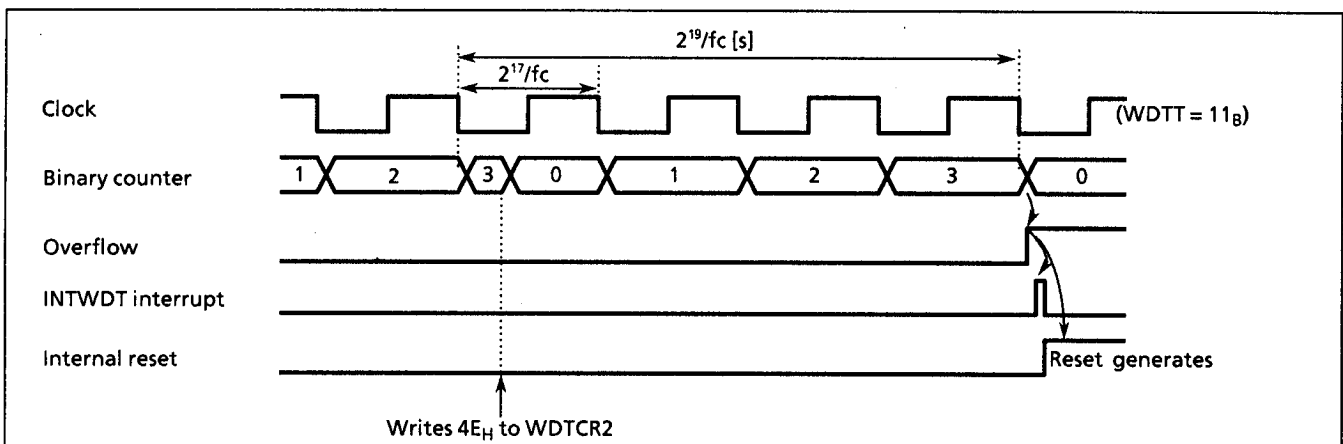 2¹⁹/fc [s]
2¹⁷/fc
Clock
(WDTT = 11B)
Binary counter
1 2 3 0 1 2 3 0
Overflow
INTWDT interrupt
Internal reset
Reset generates
Writes 4EH to WDTCR2